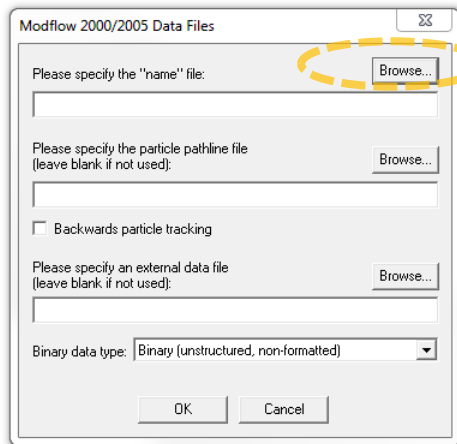 Modflow 2000/2005 Data Files
Please specify the "name" file:
Browse...
Please specify the particle pathline file
(leave blank if not used):
Browse...
Backwards particle tracking
Please specify an external data file
(leave blank if not used):
Browse...
Binary data type: Binary (unstructured, non-formatted)
OK Cancel